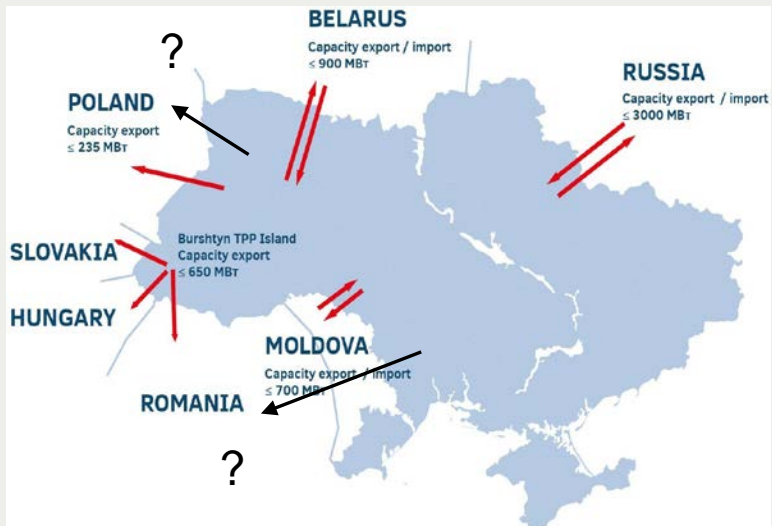 BELARUS
Capacity export / import
≤ 900 МВт
?
RUSSIA
Capacity export / import
≤ 3000 МВт
POLAND
Capacity export
≤ 235 МВт
Burshtyn TPP Island
Capacity export
≤ 650 МВт
SLOVAKIA
HUNGARY
MOLDOVA
Capacity export / import
≤ 700 МВт
ROMANIA
?